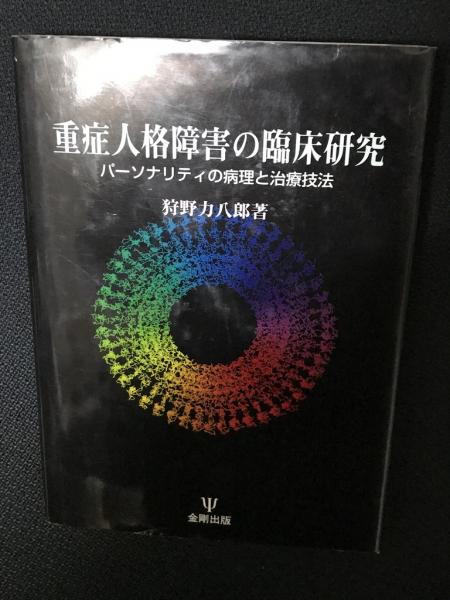 重症人格障害の臨床研究
パーソナリティの病理と治療技法
狩野力八郎著
Ψ
金剛出版